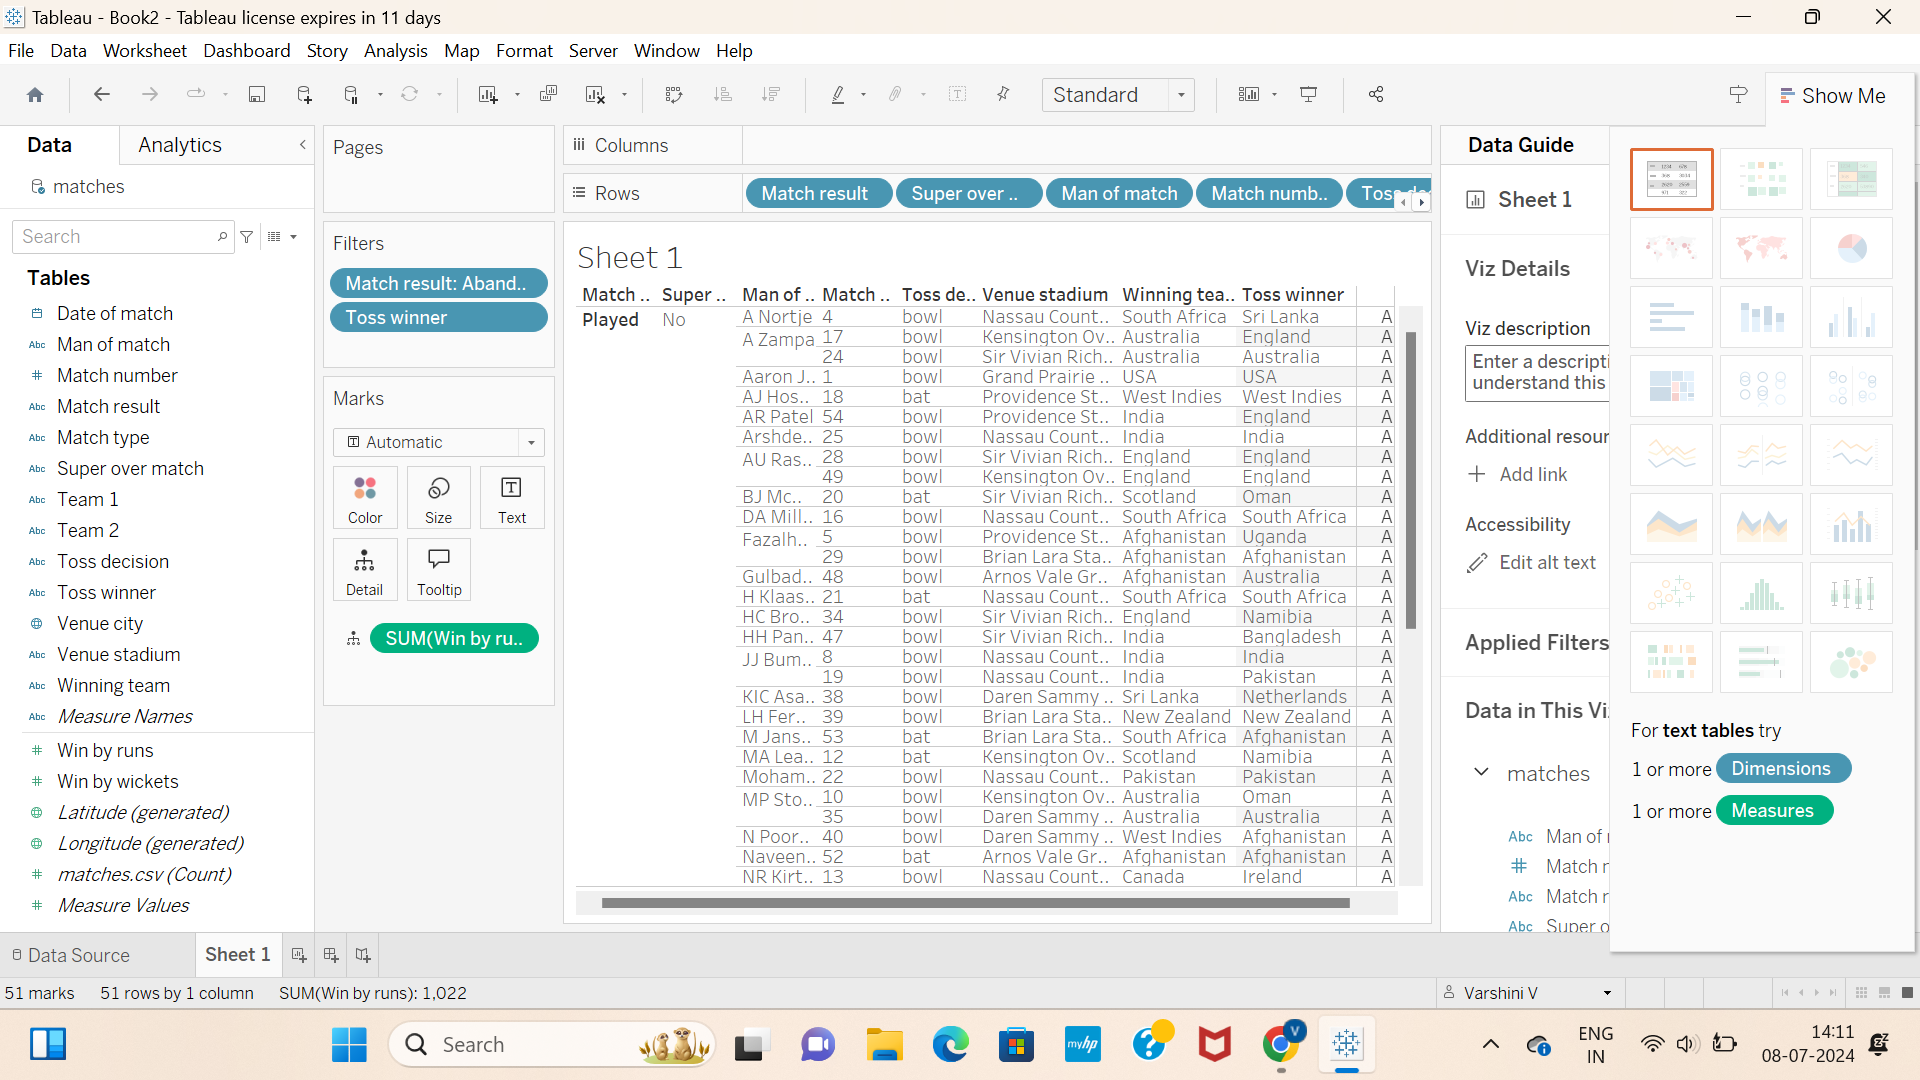 Tableau - Book2 - Tableau license expires in 11 days
File Data Worksheet Dashboard Story Analysis Map Format Server Window Help
Standard
Show Me
Data Analytics
matches
Search
Tables
Date of match
Abc Man of match
Match number
Abc Match result
Abc Match type
Abc Super over match
Abc Team 1
Abc Team 2
Abc Toss decision
Abc Toss winner
Venue city
Abc Venue stadium
Abc Winning team
Abc Measure Names
Win by runs
Win by wickets
Latitude (generated)
Longitude (generated)
matches.csv (Count)
Measure Values
Pages
Filters
Match result: Aband..
Toss winner
Marks
Automatic
Color Size Text
Detail Tooltip
SUM(Win by ru..
Columns
Rows Match result Super over .. Man of match Match numb..
Sheet 1
Match .. Super .. Man of .. Match .. Toss de.. Venue stadium Winning tea.. Toss winner
Played No A Nortje 4 bowl Nassau Count.. South Africa Sri Lanka A
A Zampa 17 bowl Kensington Ov.. Australia England A
24 bowl Sir Vivian Rich.. Australia Australia A
Aaron J.. 1 bowl Grand Prairie .. USA USA A
AJ Hos.. 18 bat Providence St.. West Indies West Indies A
AR Patel 54 bowl Providence St.. India England A
Arshde.. 25 bowl Nassau Count.. India India A
AU Ras.. 28 bowl Sir Vivian Rich.. England England A
49 bowl Kensington Ov.. England England A
BJ Mc.. 20 bat Sir Vivian Rich.. Scotland Oman A
DA Mill.. 16 bowl Nassau Count.. South Africa South Africa A
Fazalh.. 5 bowl Providence St.. Afghanistan Uganda A
29 bowl Brian Lara Sta.. Afghanistan Afghanistan A
Gulbad.. 48 bowl Arnos Vale Gr.. Afghanistan Australia A
H Klaas.. 21 bat Nassau Count.. South Africa South Africa A
HC Bro.. 34 bowl Sir Vivian Rich.. England Namibia A
HH Pan.. 47 bowl Sir Vivian Rich.. India Bangladesh A
JJ Bum.. 8 bowl Nassau Count.. India India A
19 bowl Nassau Count.. India Pakistan A
KIC Asa.. 38 bowl Daren Sammy .. Sri Lanka Netherlands A
LH Fer.. 39 bowl Brian Lara Sta.. New Zealand New Zealand A
M Jans.. 53 bat Brian Lara Sta.. South Africa Afghanistan A
MA Lea.. 12 bat Kensington Ov.. Scotland Namibia A
Moham.. 22 bowl Nassau Count.. Pakistan Pakistan A
MP Sto.. 10 bowl Kensington Ov.. Australia Oman A
35 bowl Daren Sammy .. Australia Australia A
N Poor.. 40 bowl Daren Sammy .. West Indies Afghanistan A
Naveen.. 52 bat Arnos Vale Gr.. Afghanistan Afghanistan A
NR Kirt.. 13 bowl Nassau Count.. Canada Ireland A
Data Guide
Sheet 1
Viz Details
Viz description
Enter a descripti
understand this
Additional resour
Add link
Accessibility
Edit alt text
Applied Filters
Data in This Vi
matches
Abc Man of
Match r
Abc Match r
Abc Super o
For text tables try
1 or more Dimensions
1 or more Measures
Data Source Sheet 1
51 marks 51 rows by 1 column SUM(Win by runs): 1,022
Varshini V
Search
myhp
V
ENG
IN
14:11
08-07-2024